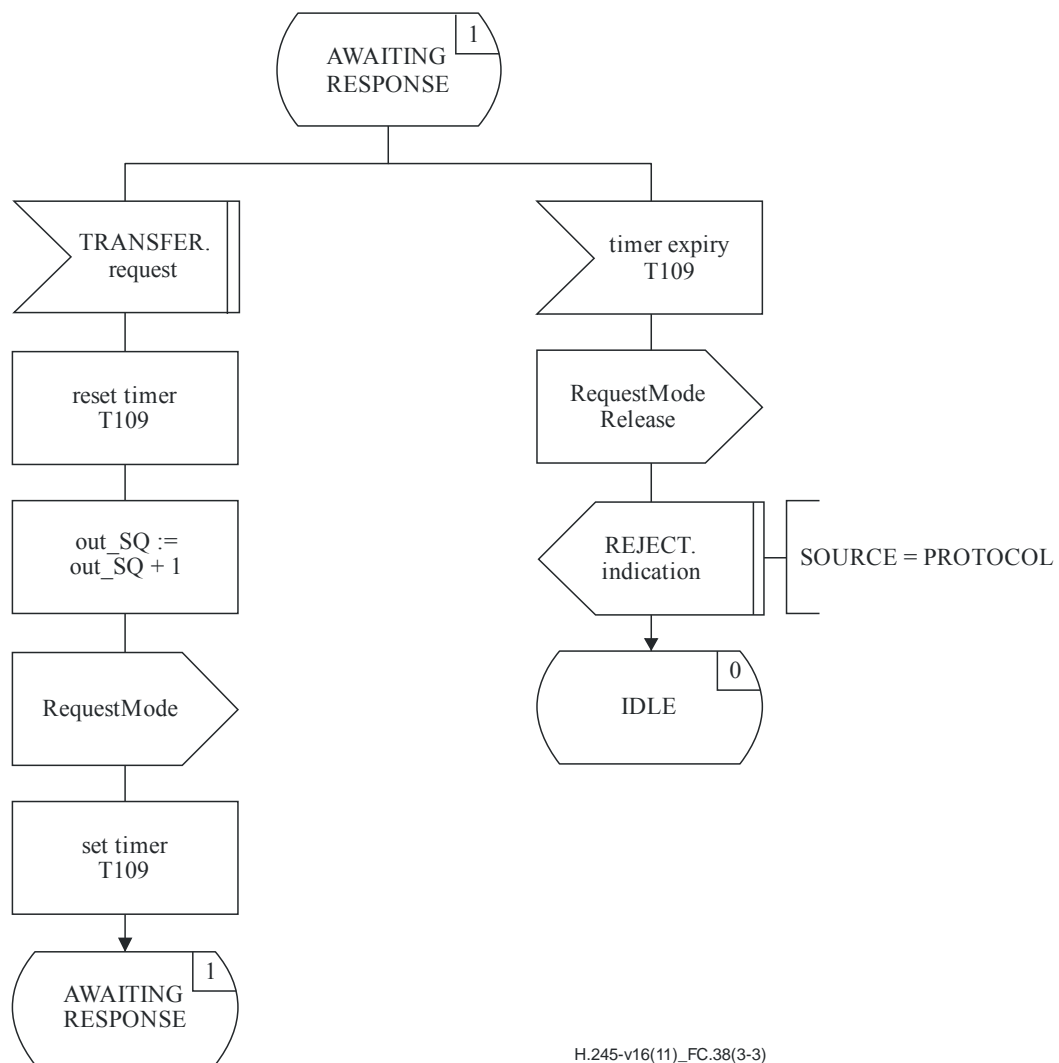 1
AWAITING
RESPONSE
TRANSFER.
request
reset timer
T109
out_SQ :=
out_SQ + 1
RequestMode
set timer
T109
1
AWAITING
RESPONSE
timer expiry
T109
RequestMode
Release
REJECT.
indication
SOURCE = PROTOCOL
0
IDLE
H.245-v16(11)_FC.38(3-3)